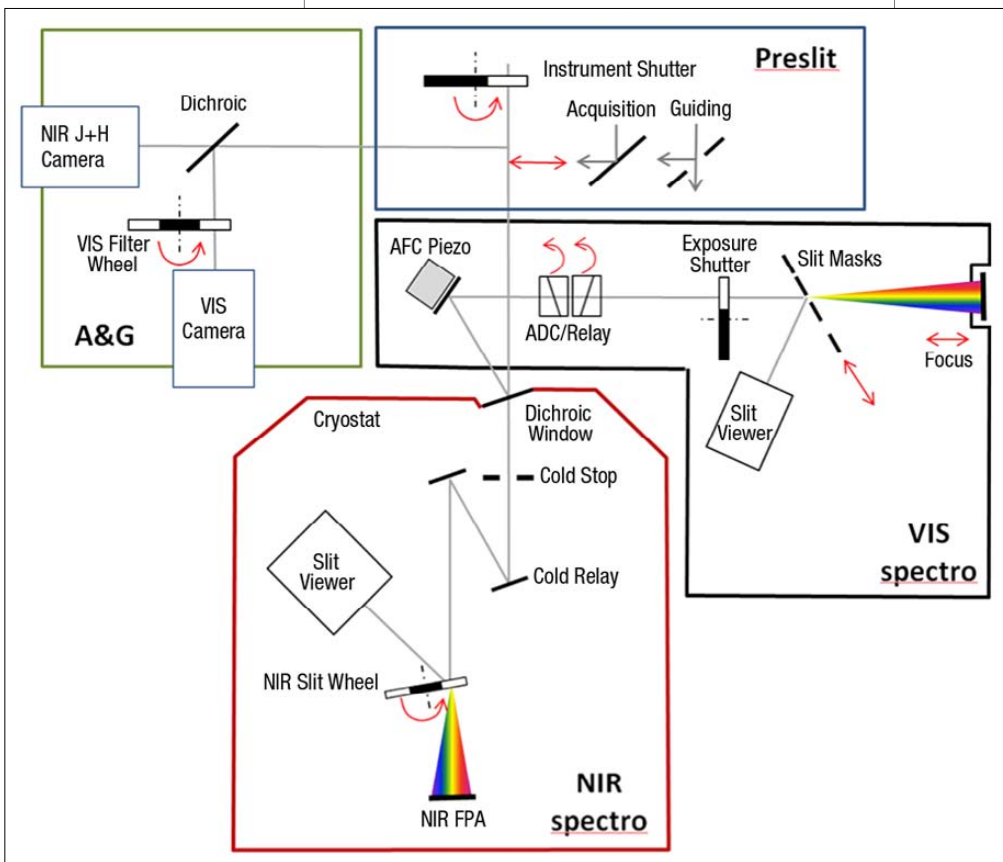 Preslit
Instrument Shutter
Acquisition
Guiding
Dichroic
NIR J+H
Camera
VIS Filter
Wheel
VIS
Camera
A&G
AFC Piezo
ADC/Relay
Exposure
Shutter
Slit Masks
Focus
Slit
Viewer
VIS
spectro
Cryostat
Dichroic
Window
Cold Stop
Cold Relay
Slit
Viewer
NIR Slit Wheel
NIR FPA
NIR
spectro